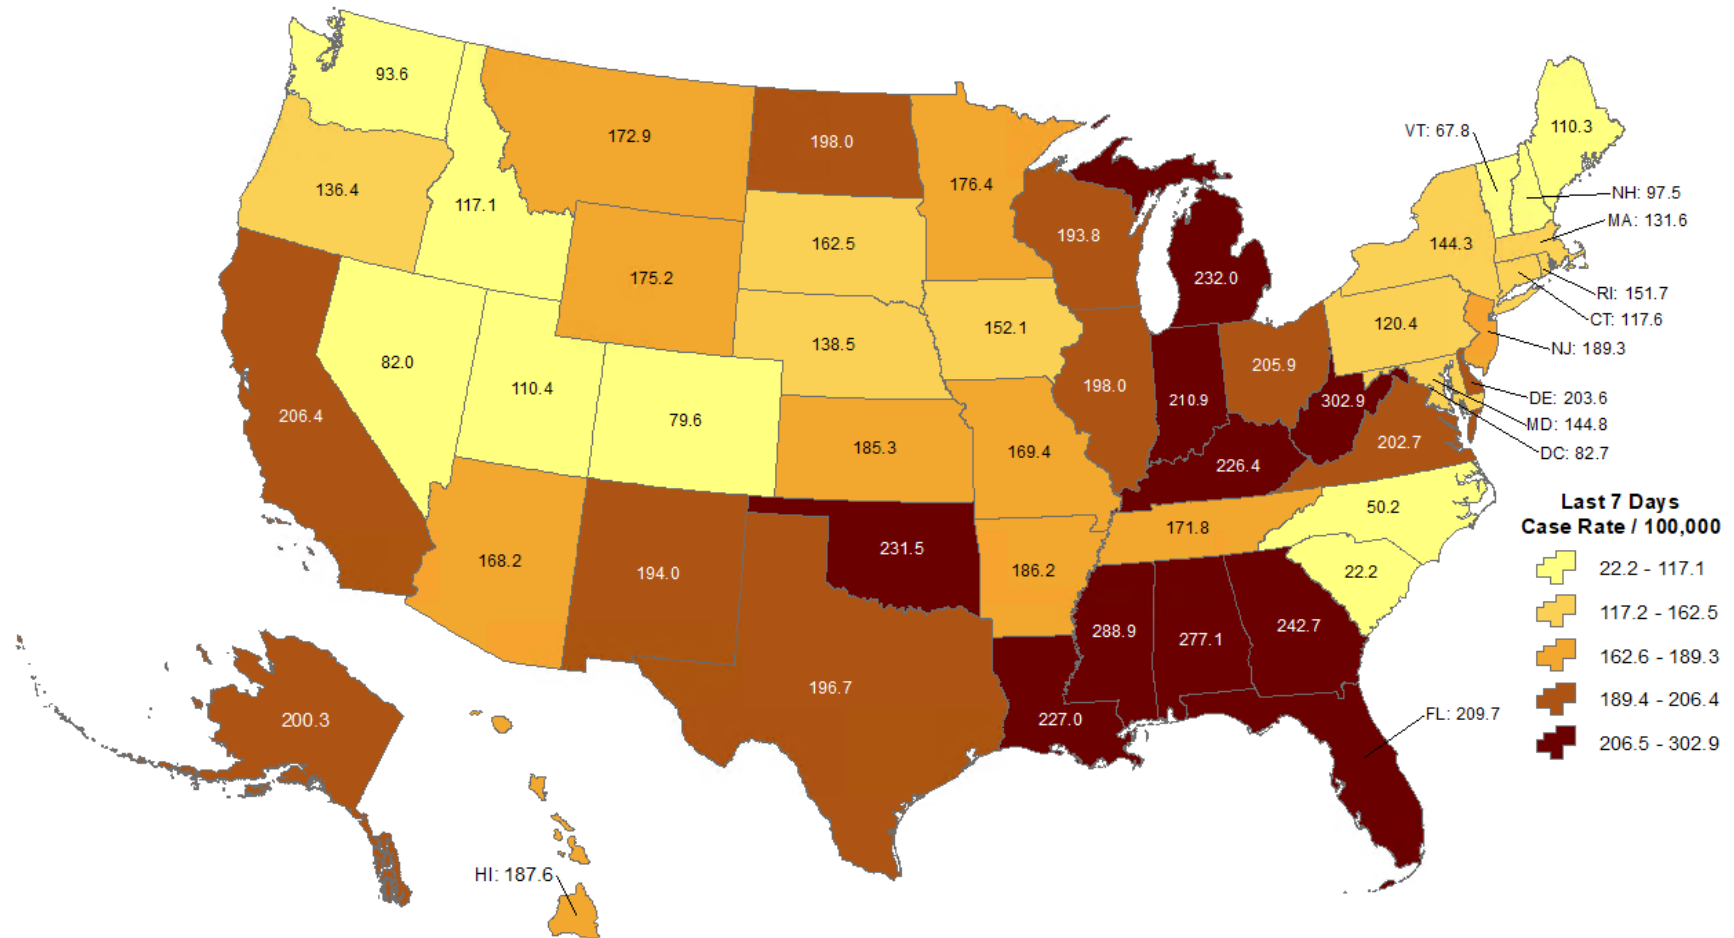 93.6
172.9
198.0
110.3
VT: 67.8
136.4
117.1
176.4
NH: 97.5
MA: 131.6
162.5
193.8
144.3
175.2
232.0
RI: 151.7
CT: 117.6
152.1
120.4
NJ: 189.3
82.0
138.5
205.9
110.4
198.0
210.9
302.9
DE: 203.6
206.4
79.6
MD: 144.8
185.3
169.4
226.4
202.7
DC: 82.7
50.2
171.8
Last 7 Days
Case Rate / 100,000
231.5
168.2
194.0
186.2
22.2
22.2 - 117.1
117.2 - 162.5
288.9
277.1
242.7
162.6 - 189.3
196.7
189.4 - 206.4
200.3
227.0
FL: 209.7
206.5 - 302.9
HI: 187.6